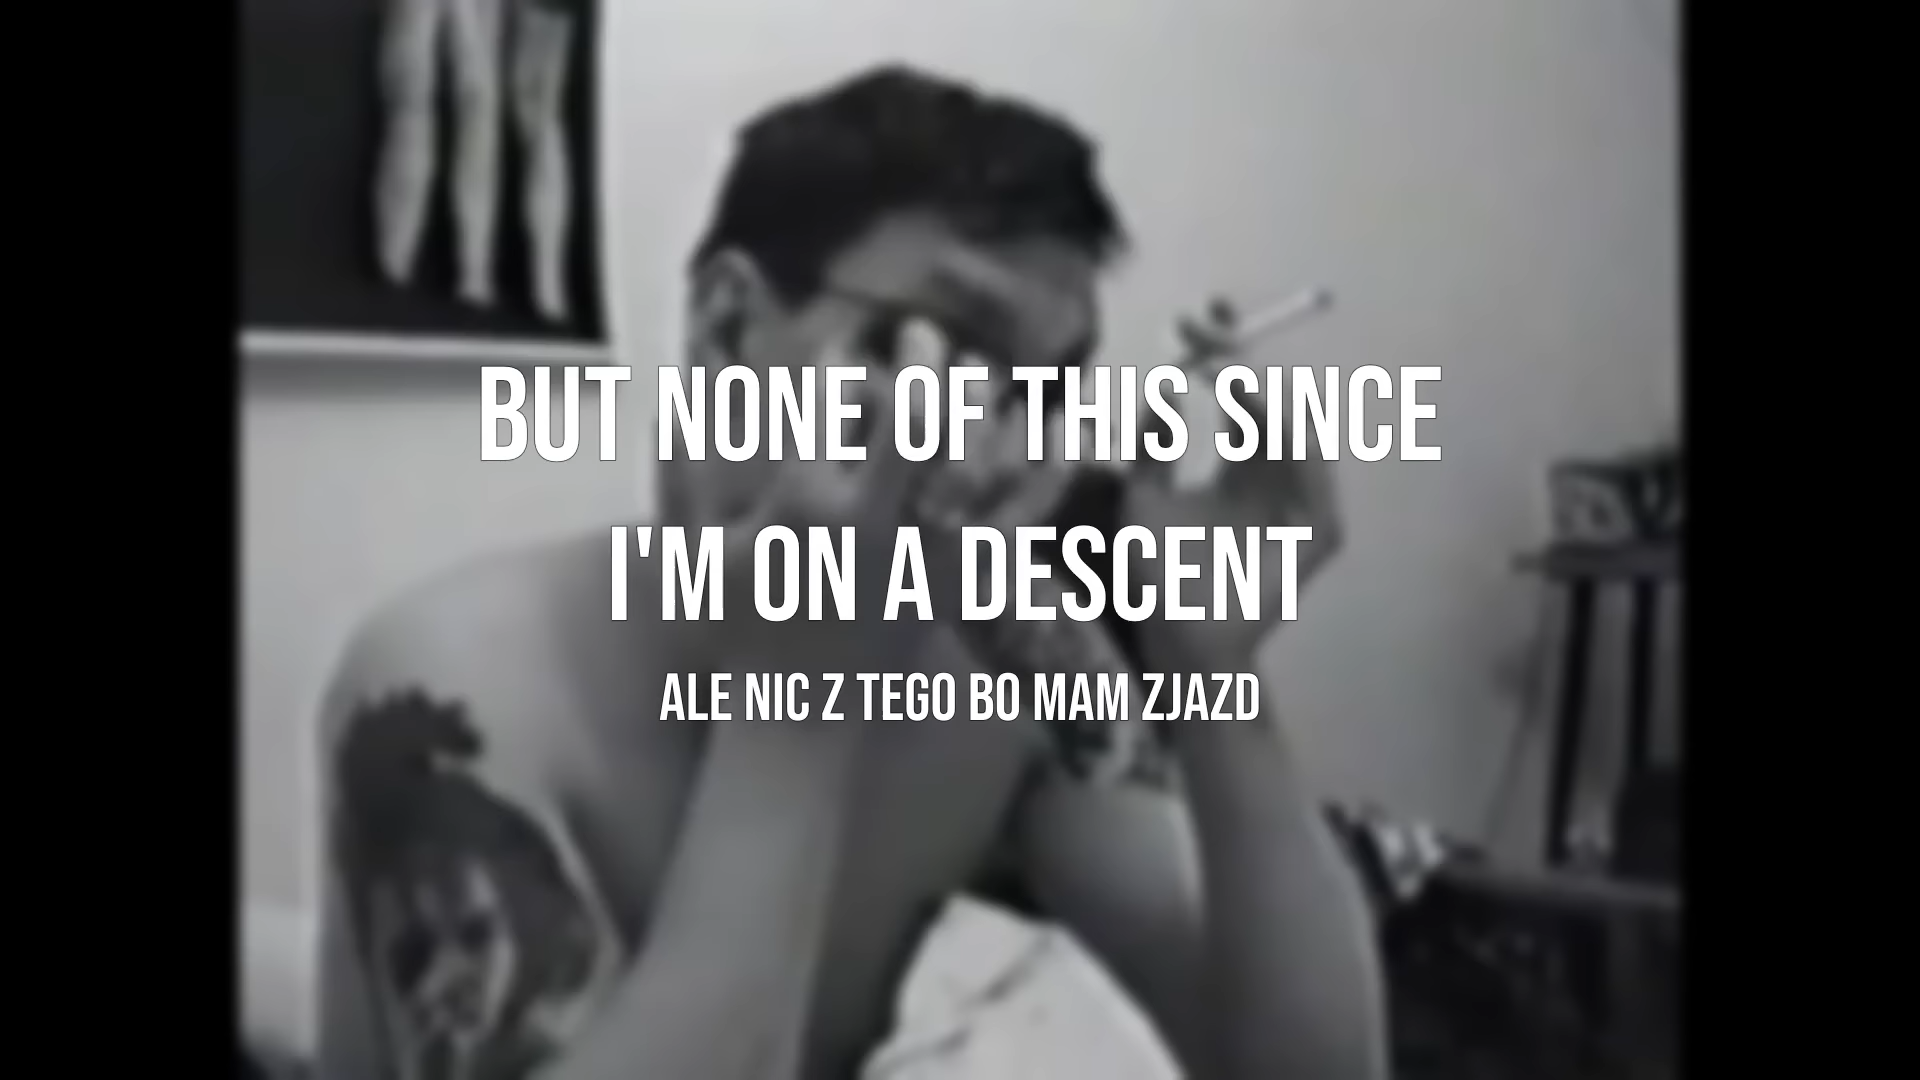 BUT NONE OF THIS SINCE
I'M ON A DESCENT
ALE NIC Z TEGO BO MAM ZJAZD